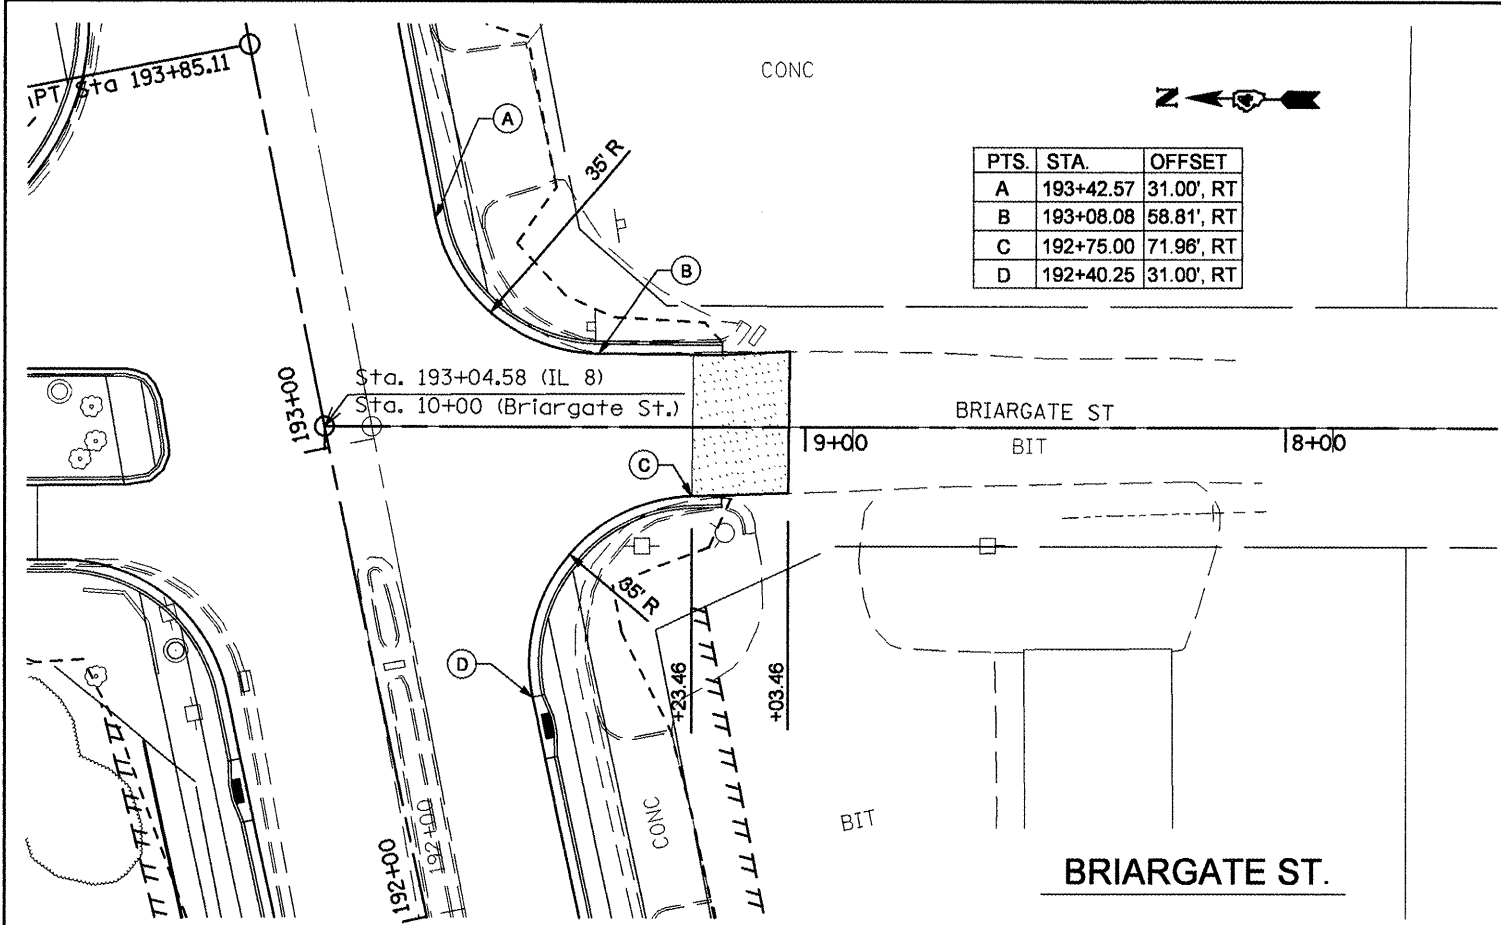 PT Sta 193+85.11
CONC
N
A
35' R
B
PTS. STA. OFFSET
A 193+42.57 31.00', RT
B 193+08.08 58.81', RT
C 192+75.00 71.96', RT
D 192+40.25 31.00', RT
193+00
Sta. 193+04.58 (IL 8)
Sta. 10+00 (Briargate St.)
BRIARGATE ST
9+00
BIT
8+00
C
35' R
D
+23.46
+03.46
192+00
192+00
CONC
BIT
BRIARGATE ST.